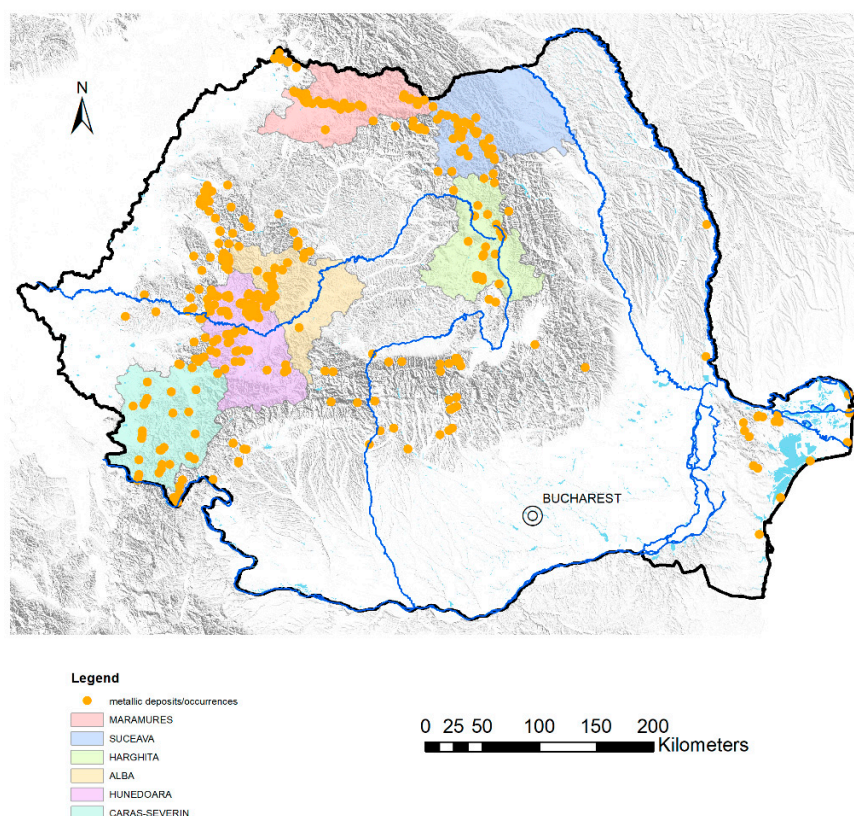 N
BUCHAREST
Legend
metallic deposits/occurrences
MARAMURES
SUCEAVA
HARGHITA
ALBA
HUNEDOARA
CARAS-SEVERIN
0 25 50 100 150 200
Kilometers